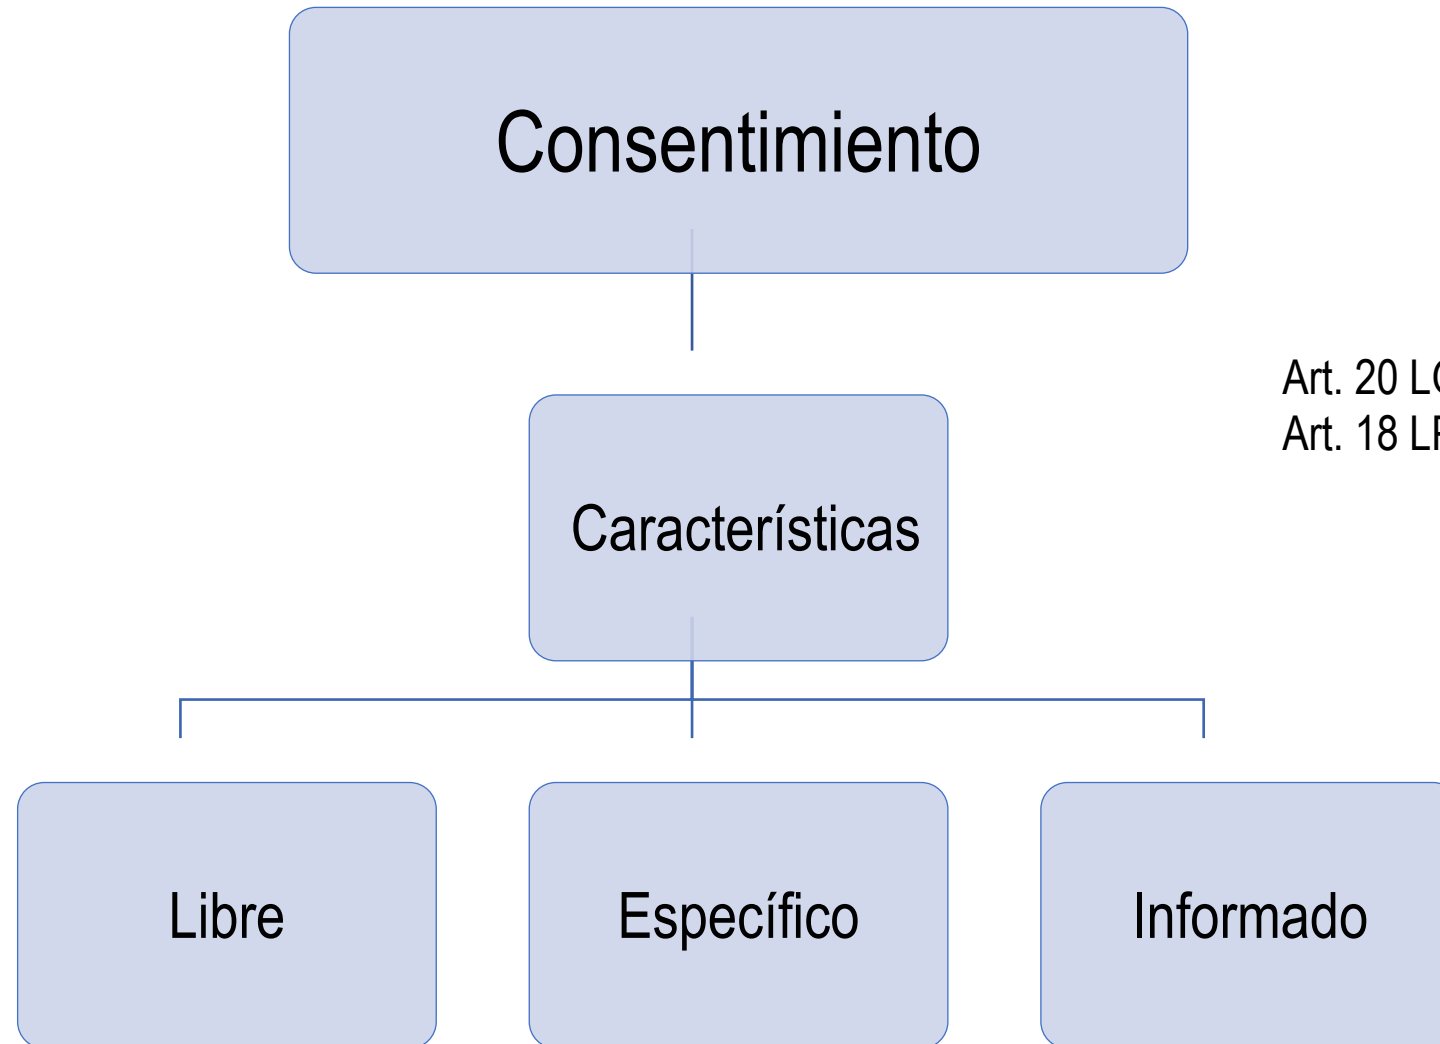 Consentimiento
Art. 20
Art. 18
Características
Libre
Específico
Informado